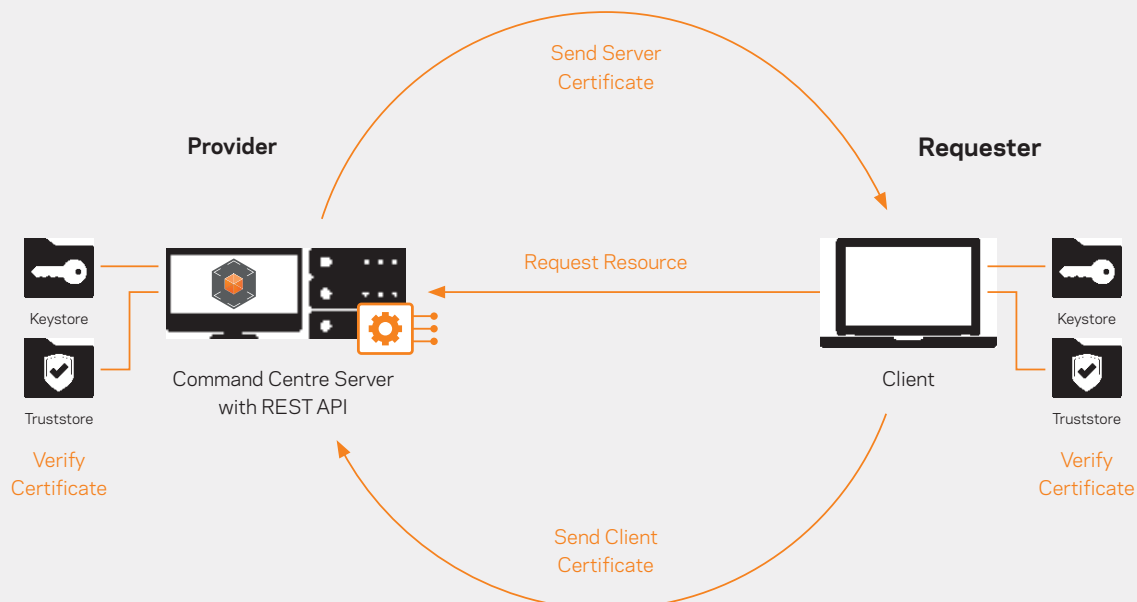 Send Server
Certificate
Provider
Requester
Request Resource
Keystore
Keystore
Command Centre Server
with REST API
Client
Truststore
Truststore
Verify
Certificate
Verify
Certificate
Send Client
Certificate